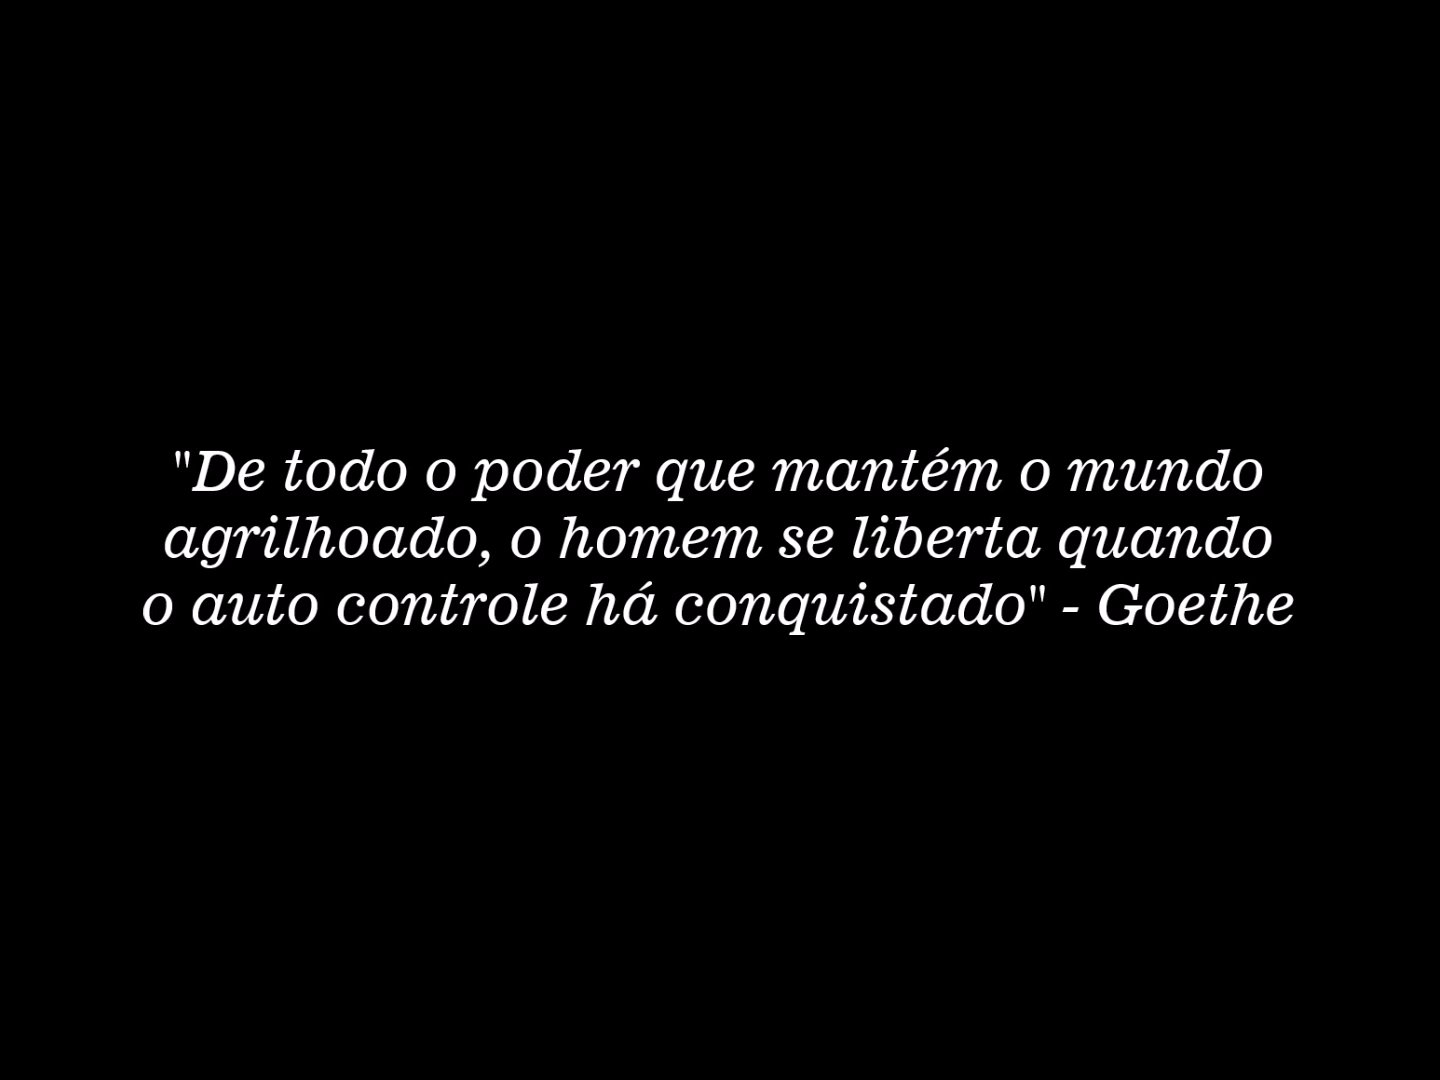 "De todo o poder que mantém o mundo
agrilhoado, o homem se liberta quando
o auto controle há conquistado" - Goethe